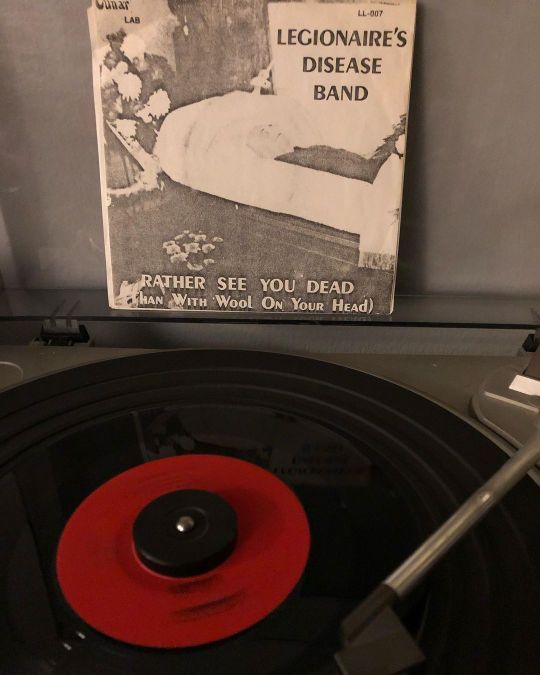 LAB
LL-007
LEGIONAIRE'S
DISEASE
BAND
RATHER SEE YOU DEAD
(Than With Wool On Your Head)